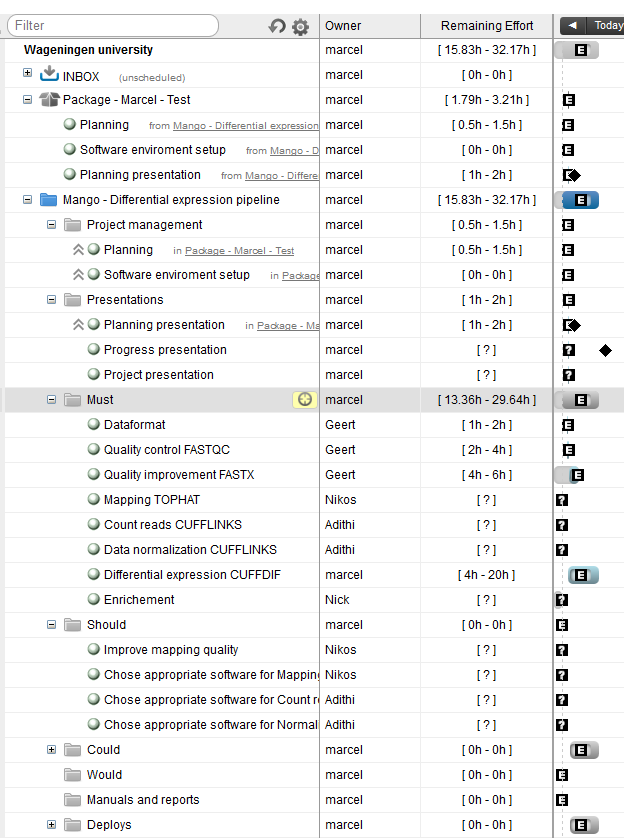 Filter Owner Remaining Effort Today
Wageningen university marcel [ 15.83h - 32.17h ] E
INBOX (unscheduled) marcel [ 0h - 0h ]
Package - Marcel - Test marcel [ 1.79h - 3.21h ] E
Planning from Mango - Differential expression marcel [ 0.5h - 1.5h ] E
Software enviroment setup from Mango - D marcel [ 0h - 0h ] E
Planning presentation from Mango - Differe marcel [ 1h - 2h ] E
Mango - Differential expression pipeline marcel [ 15.83h - 32.17h ] E
Project management marcel [ 0.5h - 1.5h ] E
Planning in Package - Marcel - Test marcel [ 0.5h - 1.5h ] E
Software enviroment setup in Package marcel [ 0h - 0h ] E
Presentations marcel [ 1h - 2h ] E
Planning presentation in Package - Ma marcel [ 1h - 2h ] E
Progress presentation marcel [ ? ] ?
Project presentation marcel [ ? ] ?
Must marcel [ 13.36h - 29.64h ] E
Dataformat Geert [ 1h - 2h ] E
Quality control FASTQC Geert [ 2h - 4h ] E
Quality improvement FASTX Geert [ 4h - 6h ] E
Mapping TOPHAT Nikos [ ? ] ?
Count reads CUFFLINKS Adithi [ ? ] ?
Data normalization CUFFLINKS Adithi [ ? ] ?
Differential expression CUFFDIF marcel [ 4h - 20h ] E
Enrichement Nick [ ? ] ?
Should marcel [ 0h - 0h ] E
Improve mapping quality Nikos [ ? ] ?
Chose appropriate software for Mapping Nikos [ ? ] ?
Chose appropriate software for Count r Adithi [ ? ] ?
Chose appropriate software for Normal Adithi [ ? ] ?
Could marcel [ 0h - 0h ] E
Would marcel [ 0h - 0h ] E
Manuals and reports marcel [ 0h - 0h ] E
Deploys marcel [ 0h - 0h ] E